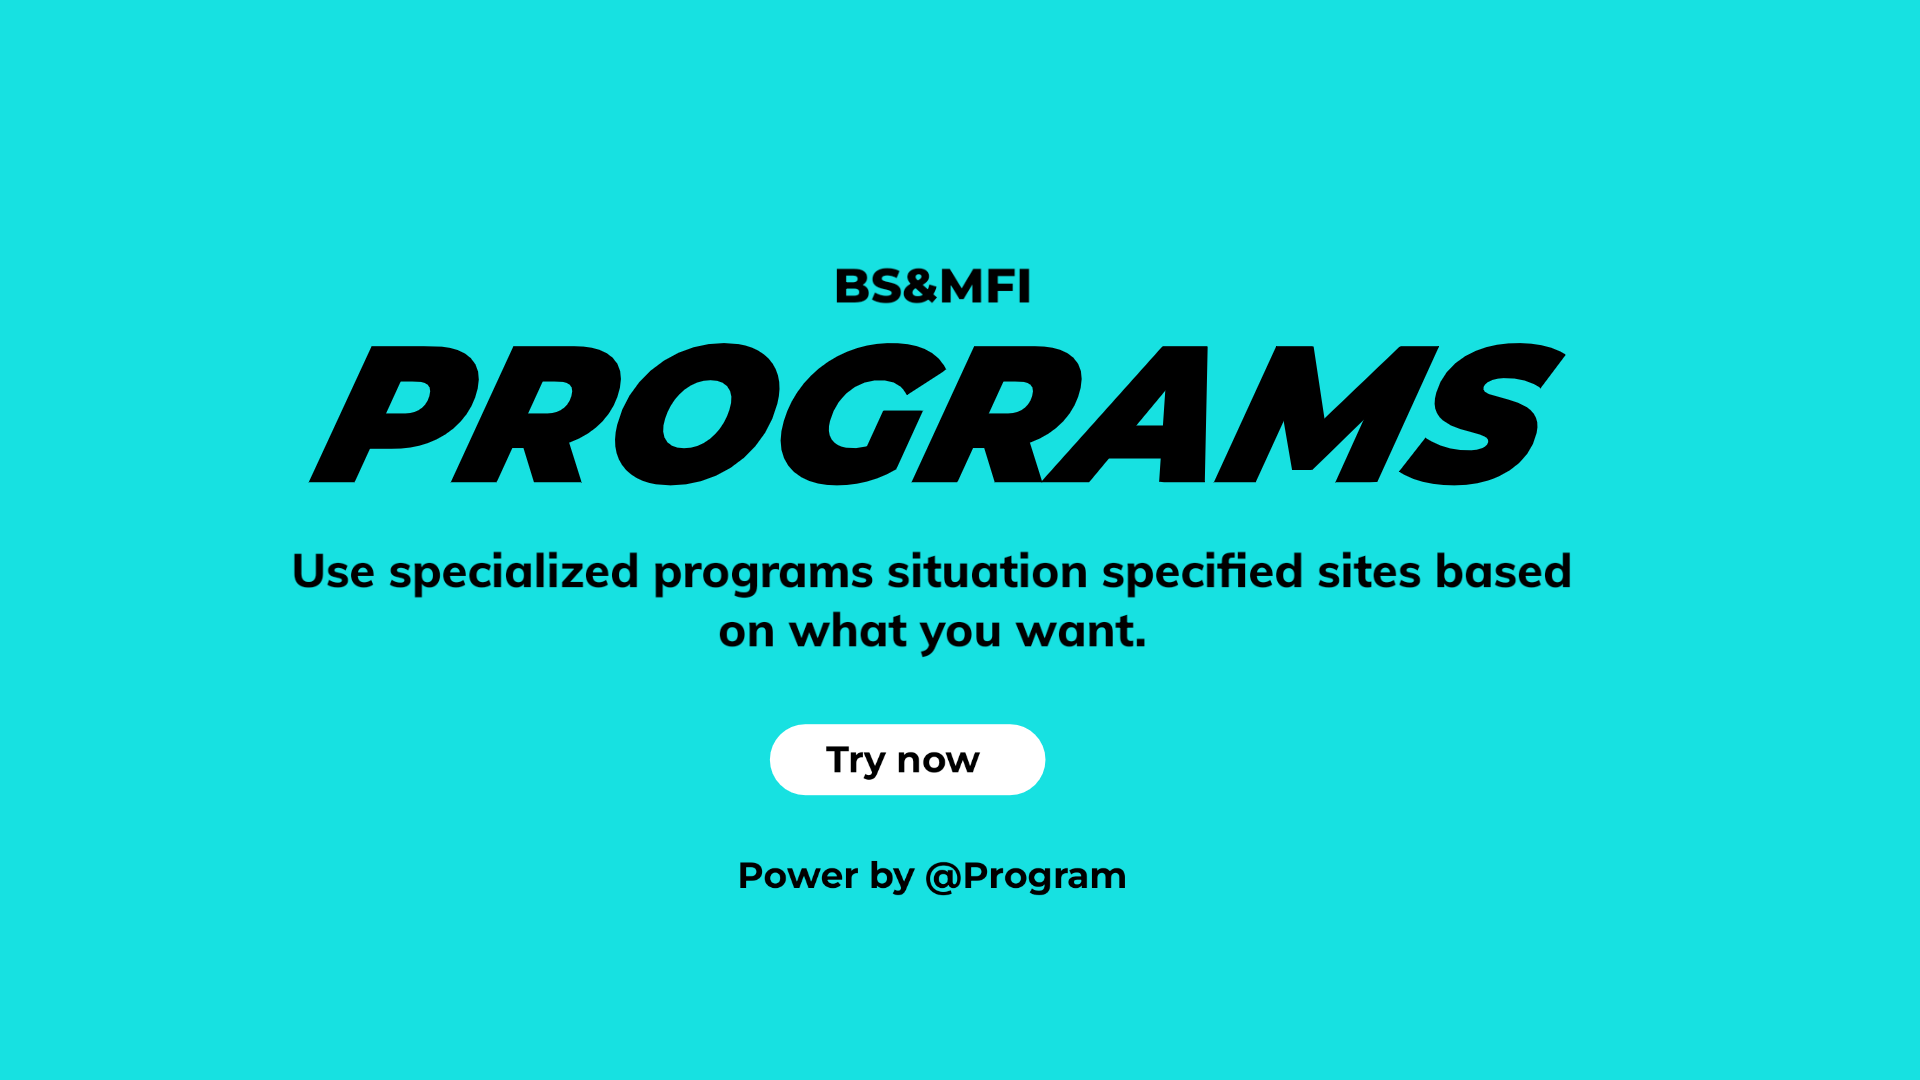 BS&MFI
PROGRAMS
Use specialized programs situation specified sites based
on what you want.
Try now
Power by @Program